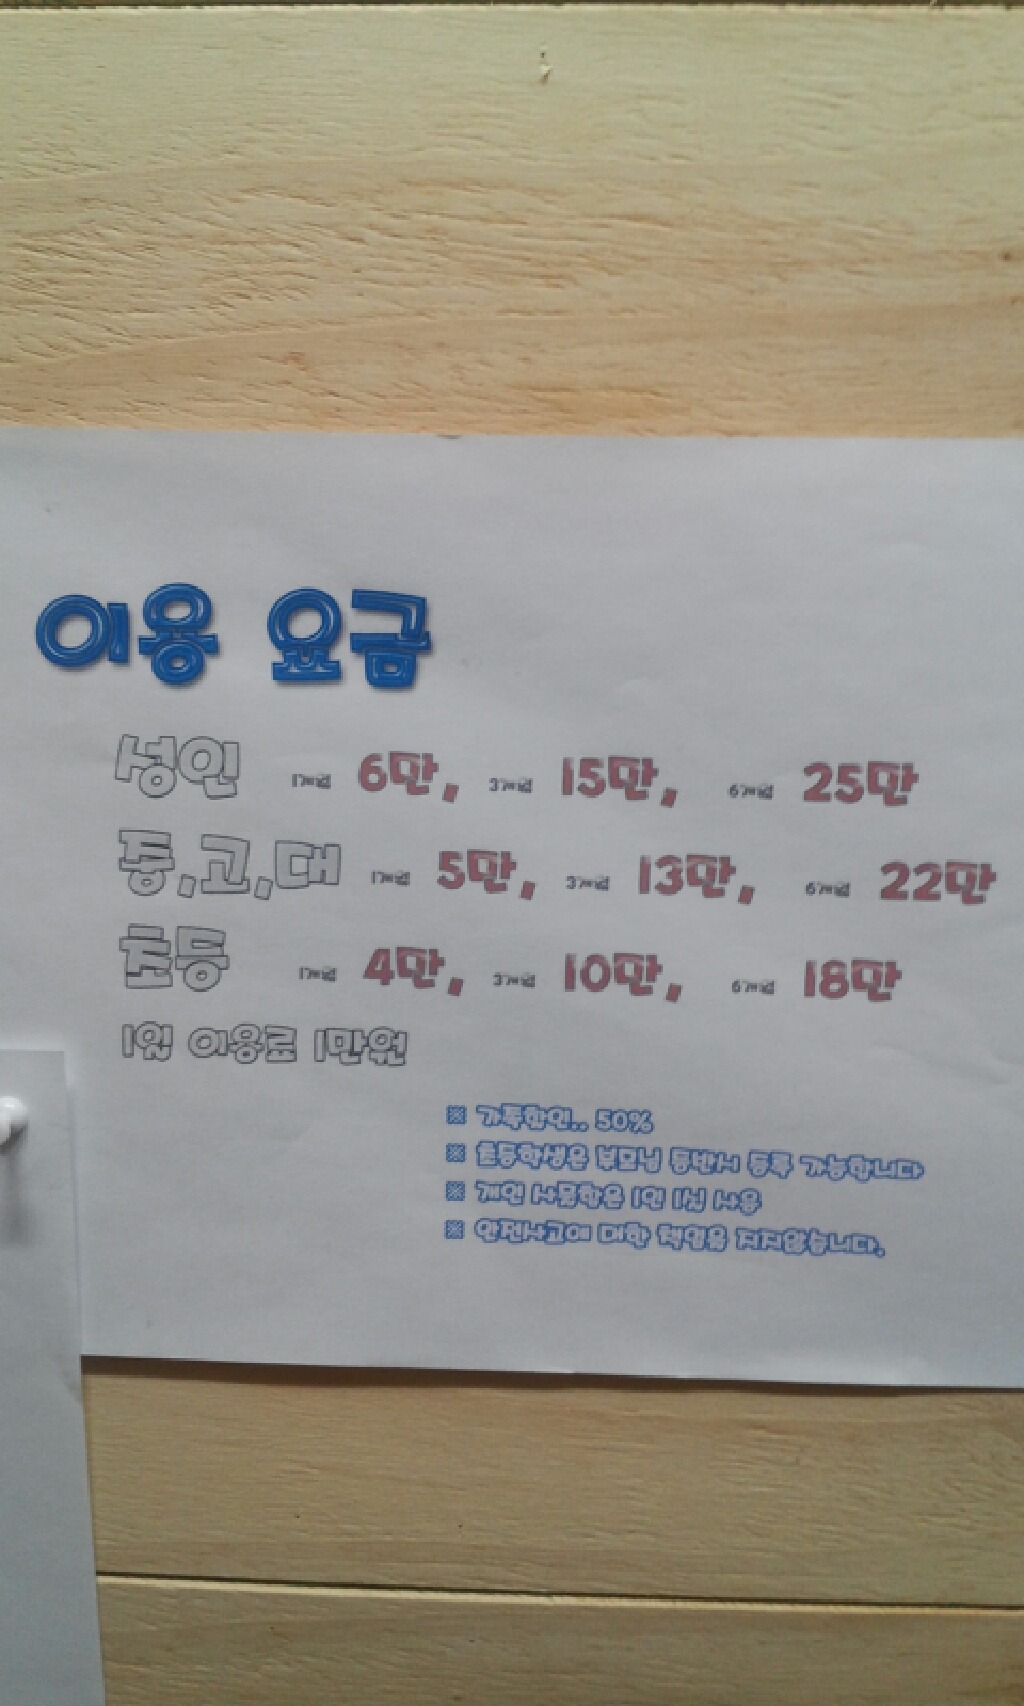 이용 요금
성인 1개월 6만, 3개월 15만, 6개월 25만
중,고,대 1개월 5만, 3개월 13만, 6개월 22만
초등 1개월 4만, 3개월 10만, 6개월 18만
1일 이용료 1만원
※ 가족할인.. 50%
※ 초등학생은 부모님 동반시 등록 가능합니다
※ 개인 사물함은 1인 1실 사용
※ 안전사고에 대한 책임을 지지않습니다.